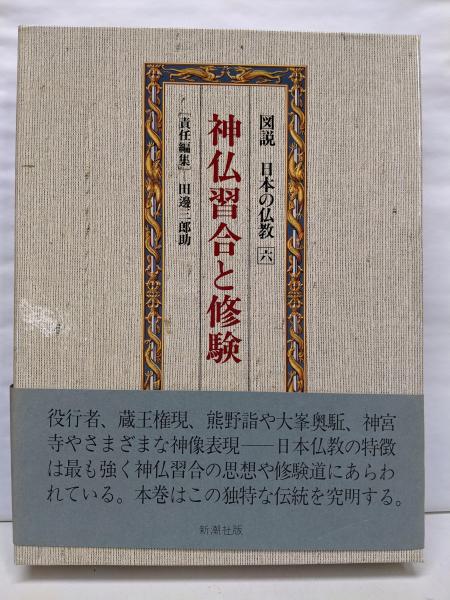 図説 日本の仏教 六
神仏習合と修験
[責任編集] 田邊三郎助
役行者、蔵王権現、熊野詣や大峯奥駈、神宮
寺やさまざまな神像表現──日本仏教の特徴
は最も強く神仏習合の思想や修験道にあらわ
れている。本巻はこの独特な伝統を究明する。
新潮社版